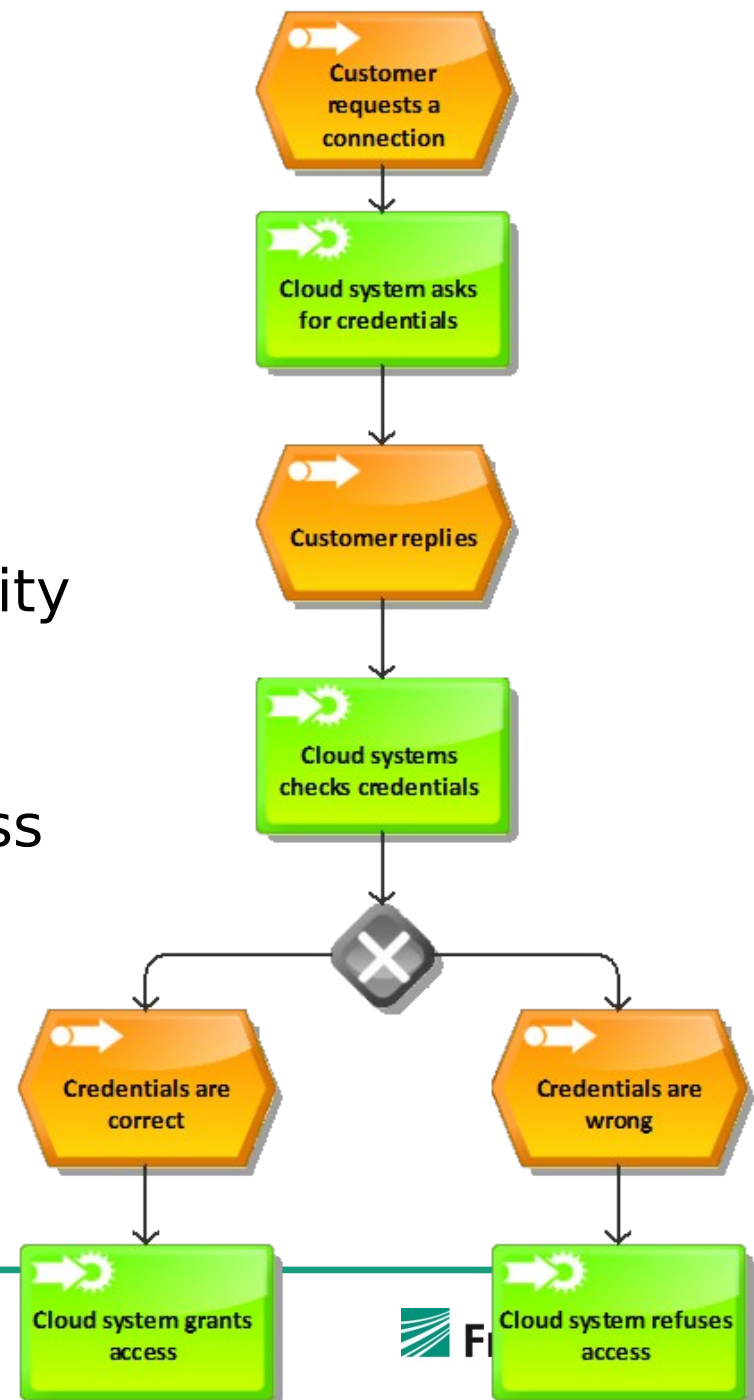 Customer
requests a
connection
Cloud system asks
for credentials
Customer replies
ity
Cloud systems
checks credentials
ss
Credentials are
correct
Credentials are
wrong
Cloud system grants
access
Fr
Cloud system refuses
access